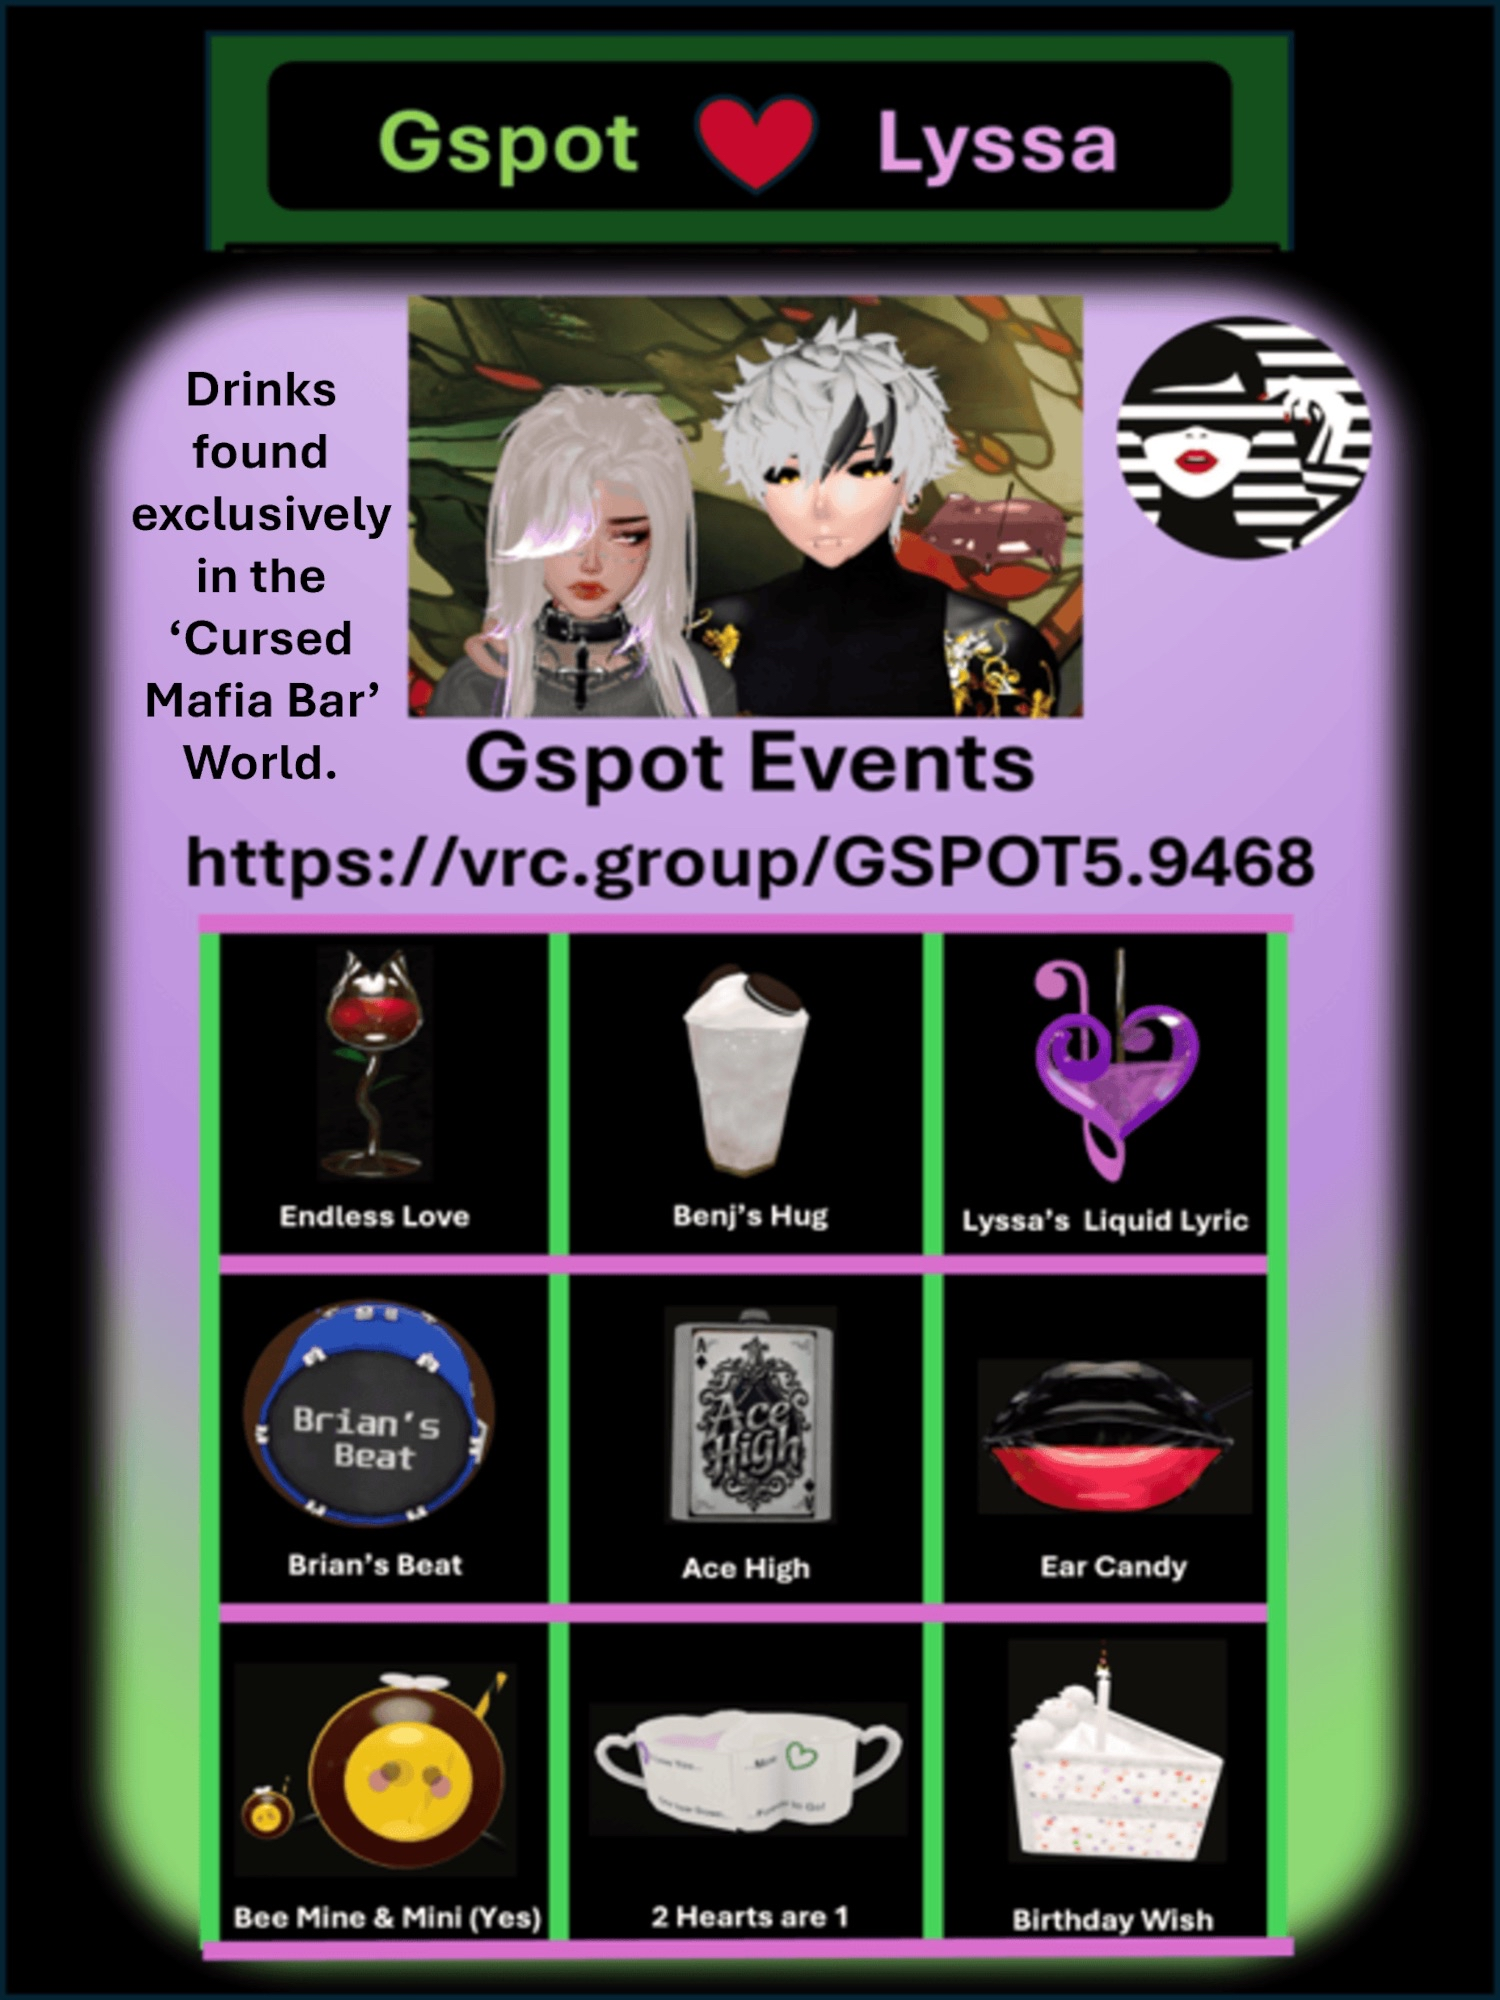 Gspot Lyssa
Drinks
found
exclusively
in the
‘Cursed
Mafia Bar’
World.
Gspot Events
https://vrc.group/GSPOT5.9468
Endless Love
Benj’s Hug
Lyssa’s Liquid Lyric
Brian’s
Beat
Brian’s Beat
A
Ace
High
A
Ace High
Ear Candy
Bee Mine & Mini (Yes)
2 Hearts are 1
Birthday Wish